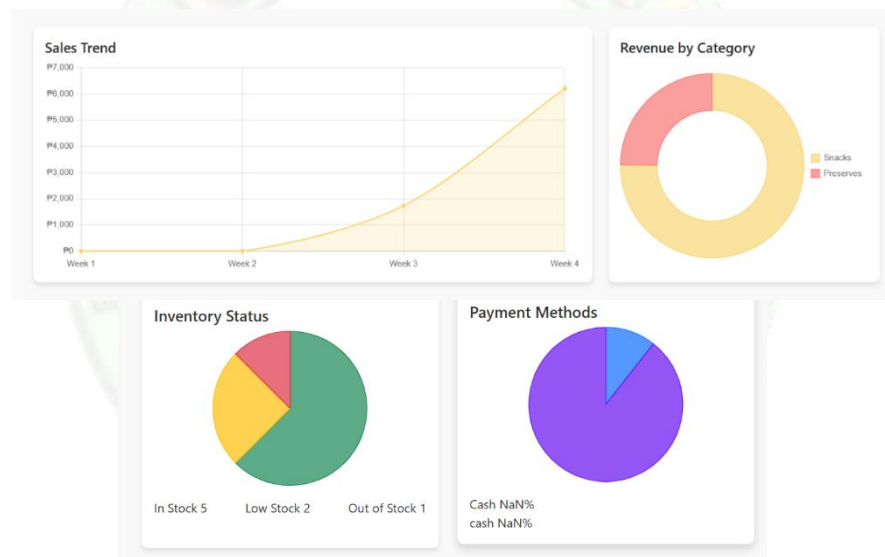 Sales Trend
₱7,000
₱6,000
₱5,000
₱4,000
₱3,000
₱2,000
₱1,000
₱0
Week 1 Week 2 Week 3 Week 4
Revenue by Category
Snacks
Preserves
Inventory Status
In Stock 5 Low Stock 2 Out of Stock 1
Payment Methods
Cash NaN%
cash NaN%